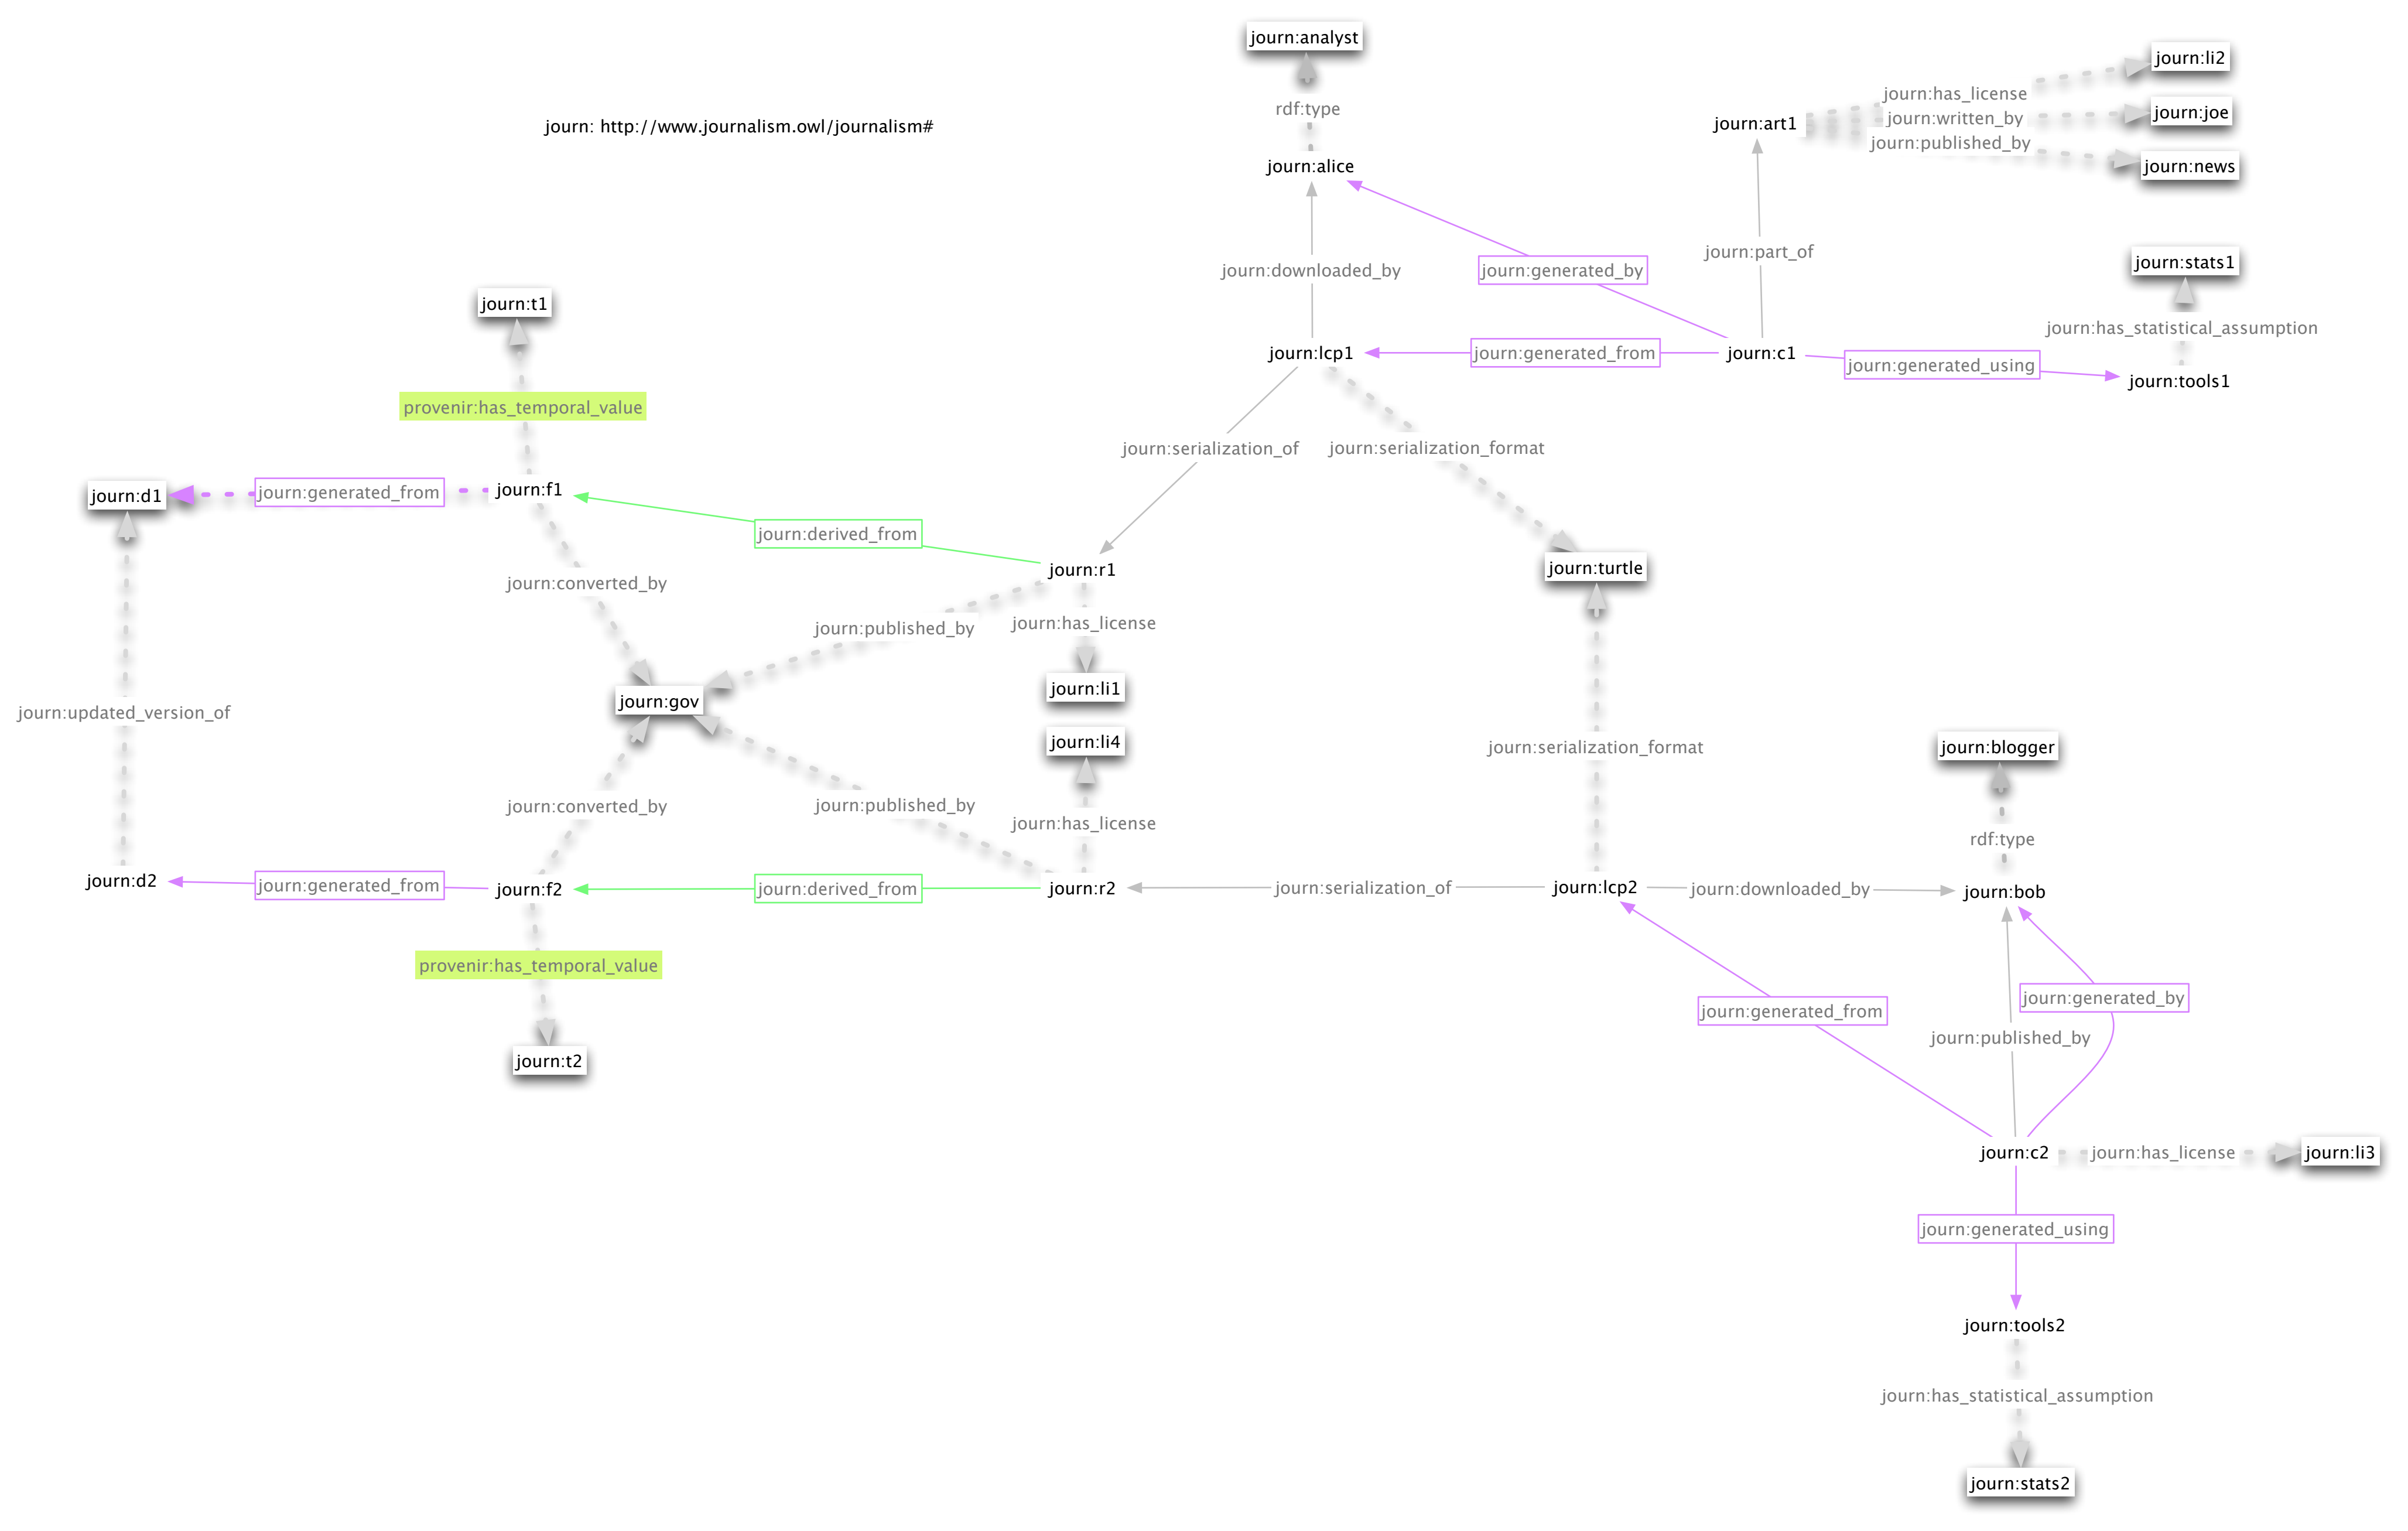 journ:analyst
journ:li2
journ:has_license
rdf:type
journ:joe
journ:written_by
journ:art1
journ: http://www.journalism.owl/journalism#
journ:published_by
journ:news
journ:alice
journ:part_of
journ:stats1
journ:downloaded_by
journ:generated_by
journ:t1
journ:has_statistical_assumption
journ:lcp1
journ:generated_from
journ:c1
journ:generated_using
journ:tools1
provenir:has_temporal_value
journ:serialization_of
journ:serialization_format
journ:d1
journ:generated_from
journ:f1
journ:derived_from
journ:r1
journ:turtle
journ:converted_by
journ:published_by
journ:has_license
journ:li1
journ:gov
journ:updated_version_of
journ:li4
journ:serialization_format
journ:blogger
journ:converted_by
journ:published_by
journ:has_license
rdf:type
journ:d2
journ:generated_from
journ:f2
journ:derived_from
journ:r2
journ:serialization_of
journ:lcp2
journ:downloaded_by
journ:bob
provenir:has_temporal_value
journ:generated_from
journ:generated_by
journ:published_by
journ:t2
journ:c2
journ:has_license
journ:li3
journ:generated_using
journ:tools2
journ:has_statistical_assumption
journ:stats2